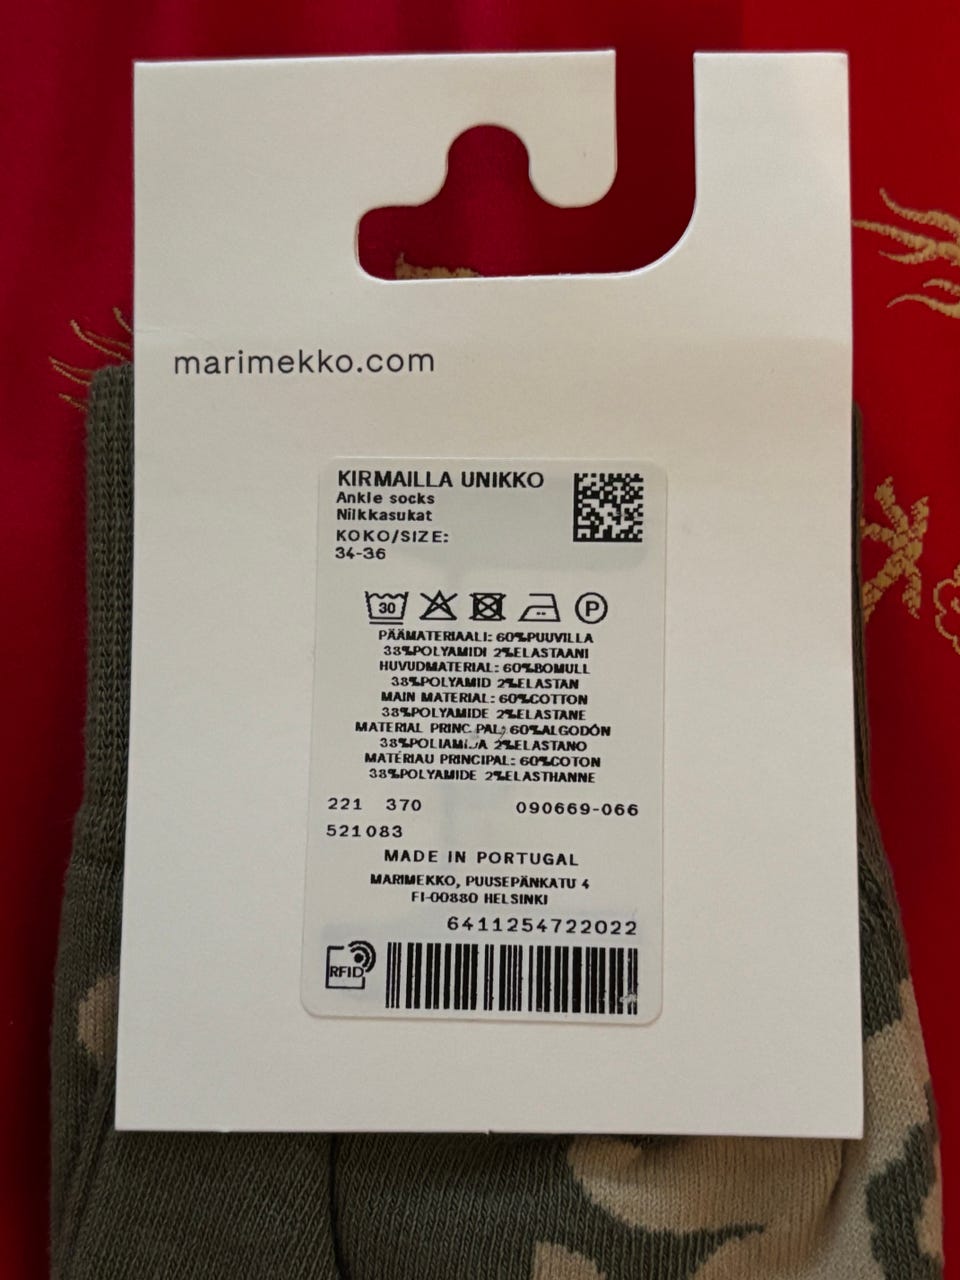 marimekko.com
KIRMAILLA UNIKKO
Ankle socks
Nilkkasukat
KOKO/SIZE:
34-36
30 P
PÄÄMATERIAALI: 60%PUUVILLA
38%POLYAMIDI 2%ELASTAANI
HUVUDMATERIAL: 60%BOMULL
38%POLYAMID 2%ELASTAN
MAIN MATERIAL: 60%COTTON
38%POLYAMIDE 2%ELASTANE
MATERIAL PRINCIPAL: 60%ALGODÓN
38%POLIAMIDA 2%ELASTANO
MATÉRIAU PRINCIPAL: 60%COTON
38%POLYAMIDE 2%ELASTHANNE
221 370 090669-066
521083
MADE IN PORTUGAL
MARIMEKKO, PUUSEPÄNKATU 4
FI-00880 HELSINKI
6411254722022
RFID